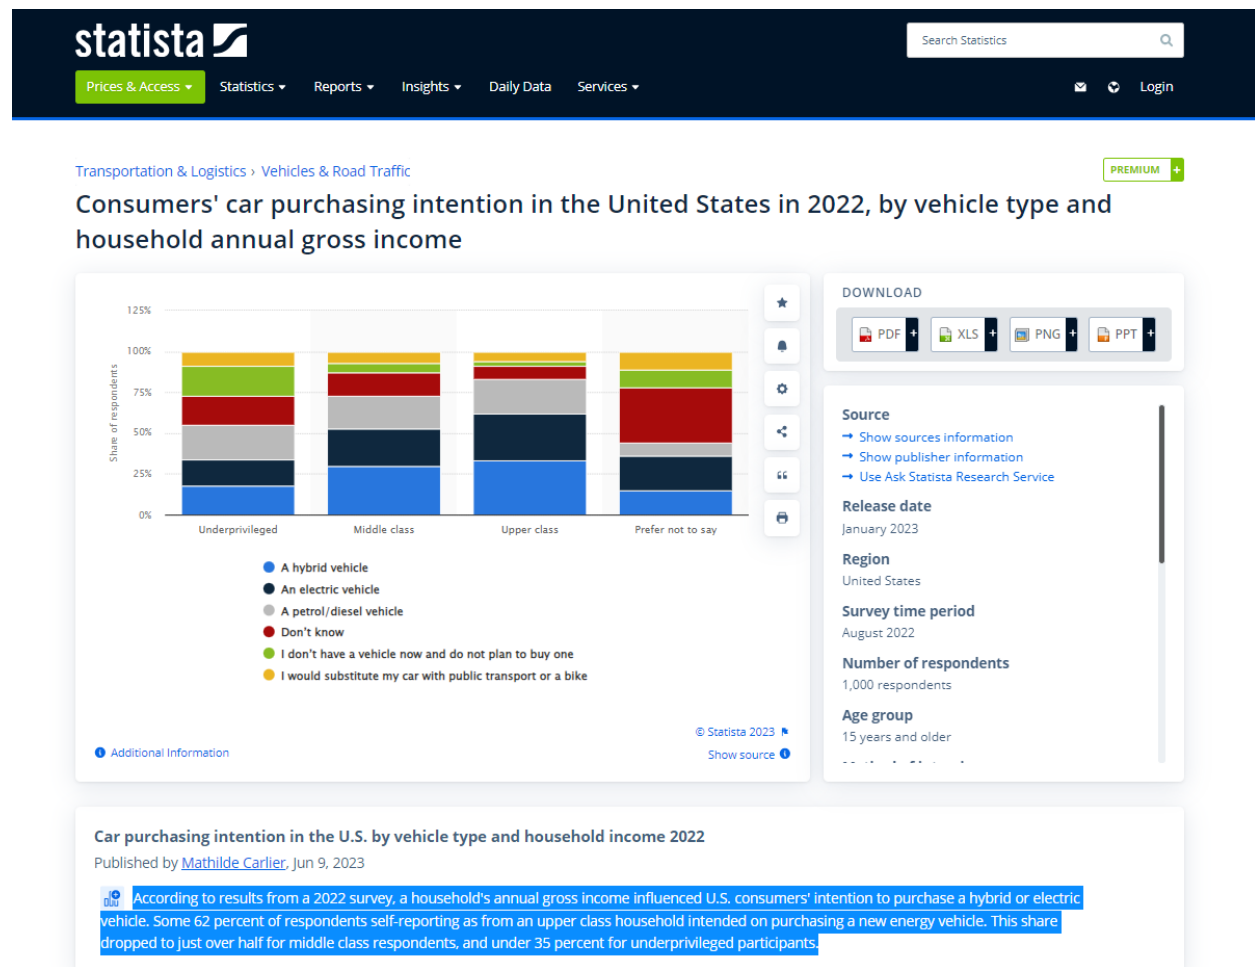 statista
Search Statistics
Prices & Access
Statistics
Reports
Insights
Daily Data
Services
Login
Transportation & Logistics › Vehicles & Road Traffic
PREMIUM +
Consumers' car purchasing intention in the United States in 2022, by vehicle type and
household annual gross income
125%
100%
75%
50%
25%
0%
Share of respondents
Underprivileged
Middle class
Upper class
Prefer not to say
A hybrid vehicle
An electric vehicle
A petrol/diesel vehicle
Don't know
I don't have a vehicle now and do not plan to buy one
I would substitute my car with public transport or a bike
© Statista 2023
Additional Information
Show source
DOWNLOAD
PDF +
XLS +
PNG +
PPT +
Source
→ Show sources information
→ Show publisher information
→ Use Ask Statista Research Service
Release date
January 2023
Region
United States
Survey time period
August 2022
Number of respondents
1,000 respondents
Age group
15 years and older
Car purchasing intention in the U.S. by vehicle type and household income 2022
Published by Mathilde Carlier, Jun 9, 2023
According to results from a 2022 survey, a household's annual gross income influenced U.S. consumers' intention to purchase a hybrid or electric
vehicle. Some 62 percent of respondents self-reporting as from an upper class household intended on purchasing a new energy vehicle. This share
dropped to just over half for middle class respondents, and under 35 percent for underprivileged participants.